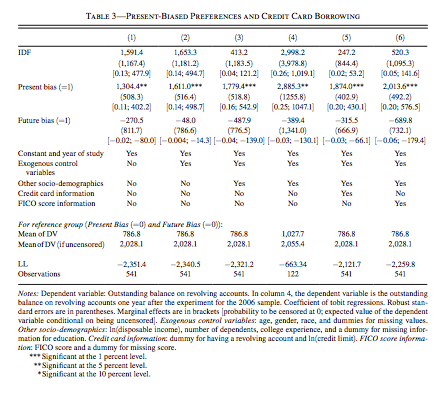 TABLE 3—PRESENT-BIASED PREFERENCES AND CREDIT CARD BORROWING
(1) (2) (3) (4) (5) (6)
IDF 1,591.4 1,653.3 413.2 2,998.2 247.2 520.3
(1,167.4) (1,181.2) (1,183.5) (3,978.8) (844.4) (1,095.3)
[0.13; 477.9] [0.14; 494.7] [0.04; 121.2] [0.26; 1,019.1] [0.02; 53.2] [0.05; 141.6]
Present bias (=1) 1,304.4** 1,611.0*** 1,779.4*** 2,885.3** 1,874.0*** 2,013.6***
(508.3) (516.4) (518.8) (1255.8) (402.9) (492.2)
[0.11; 402.2] [0.14; 498.7] [0.16; 542.9] [0.25; 1047.1] [0.20; 430.1] [0.20; 576.5]
Future bias (=1) −270.5 −48.0 −487.9 −389.4 −315.5 −689.8
(811.7) (786.6) (776.5) (1,341.0) (666.9) (732.1)
[−0.02; −80.0] [−0.004; −14.3] [−0.04; −139.0] [−0.03; −130.1] [−0.03; −66.1] [−0.06; −179.4]
Constant and year of study Yes Yes Yes Yes Yes Yes
Exogenous control No Yes Yes Yes Yes Yes
variables
Other socio-demographics No No Yes Yes Yes Yes
Credit card information No No No No Yes No
FICO score information No No No No No Yes
For reference group (Present Bias (=0) and Future Bias (=0)):
Mean of DV 786.8 786.8 786.8 1,027.7 786.8 786.8
Mean of DV (if uncensored) 2,028.1 2,028.1 2,028.1 2,055.4 2,028.1 2,028.1
LL −2,351.4 −2,340.5 −2,321.2 −663.34 −2,121.7 −2,259.8
Observations 541 541 541 122 541 541
Notes: Dependent variable: Outstanding balance on revolving accounts. In column 4, the dependent variable is the outstanding
balance on revolving accounts one year after the experiment for the 2006 sample. Coefficient of tobit regressions. Robust stan-
dard errors are in parentheses. Marginal effects are in brackets [probability to be censored at 0; expected value of the dependent
variable conditional on being uncensored]. Exogenous control variables: age, gender, race, and dummies for missing values.
Other socio-demographics: ln(disposable income), number of dependents, college experience, and a dummy for missing infor-
mation for education. Credit card information: dummy for having a revolving account and ln(credit limit). FICO score informa-
tion: FICO score and a dummy for missing score.
*** Significant at the 1 percent level.
** Significant at the 5 percent level.
* Significant at the 10 percent level.